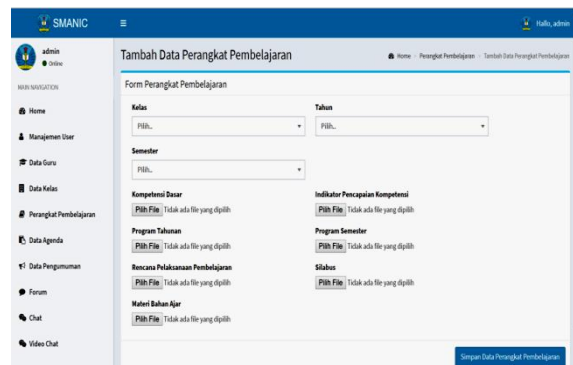 SMANIC
Hallo, admin
admin
Online
Tambah Data Perangkat Pembelajaran
Home > Perangkat Pembelajaran > Tambah Data Perangkat Pembelajaran
MAIN NAVIGATION
Home
Manajemen User
Data Guru
Data Kelas
Perangkat Pembelajaran
Data Agenda
Data Pengumuman
Forum
Chat
Video Chat
Form Perangkat Pembelajaran
Kelas
Tahun
Pilih..
Pilih..
Semester
Pilih..
Kompetensi Dasar
Indikator Pencapaian Kompetensi
Pilih File Tidak ada file yang dipilih
Pilih File Tidak ada file yang dipilih
Program Tahunan
Program Semester
Pilih File Tidak ada file yang dipilih
Pilih File Tidak ada file yang dipilih
Rencana Pelaksanaan Pembelajaran
Silabus
Pilih File Tidak ada file yang dipilih
Pilih File Tidak ada file yang dipilih
Materi Bahan Ajar
Pilih File Tidak ada file yang dipilih
Simpan Data Perangkat Pembelajaran